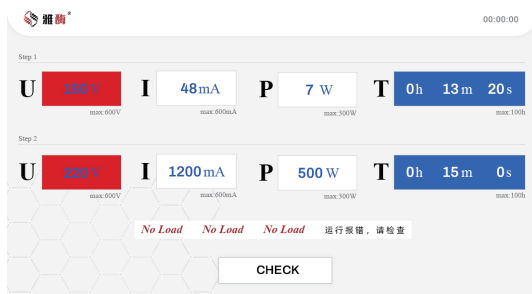 雅酶®
00:00:00
Step 1
U 150V I 48mA P 7 W T 0h 13m 20s
max:600V max:600mA max:300W max:100h
Step 2
U 220V I 1200mA P 500W T 0h 15m 0s
max:600V max:600mA max:300W max:100h
No Load No Load No Load 运行报错，请检查
CHECK